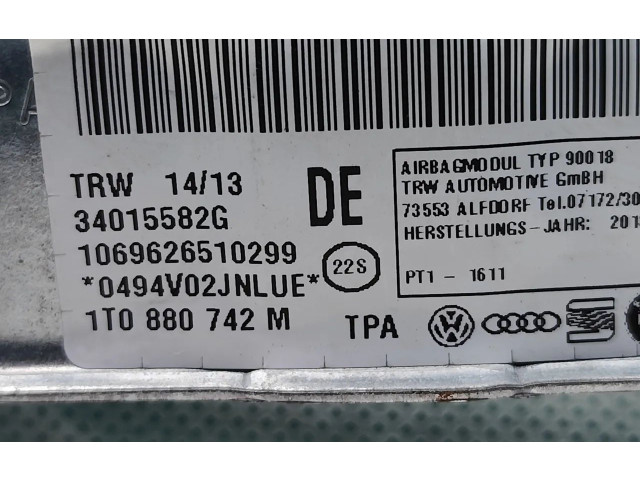 TRW 14/13
34015582G
1069626510299
*0494V02JNLUE*
1T0 880 742 M
DE
22S
TPA
AIRBAGMODUL TYP 90018
TRW AUTOMOTIVE GmBH
73553 ALFDORF Tel.07172/30
HERSTELLUNGS-JAHR: 201
PT1 - 1611